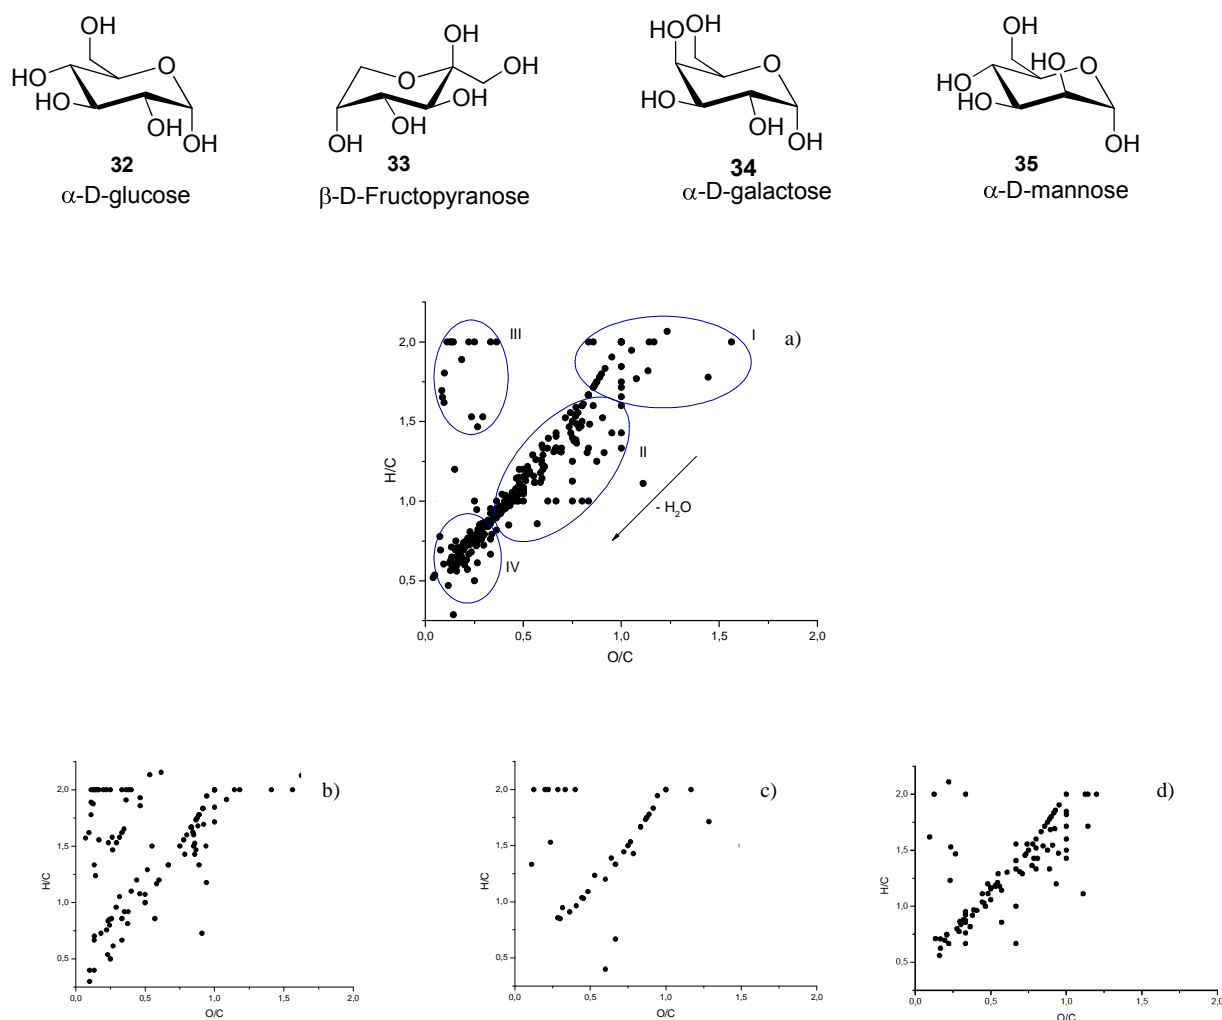 OH
O
HO
HO
OH
OH
32
α-D-glucose
OH
OH
O
OH
OH
OH
33
β-D-Fructopyranose
HO
OH
O
HO
OH
OH
34
α-D-galactose
OH
HO
O
HO
HO
OH
35
α-D-mannose
a)
III
I
II
IV
- H₂O
2,0
1,5
1,0
0,5
H/C
0,0 0,5 1,0 1,5 2,0
O/C
b)
2,0
1,5
1,0
0,5
H/C
0,0 0,5 1,0 1,5 2,0
O/C
c)
2,0
1,5
1,0
0,5
H/C
0,0 0,5 1,0 1,5 2,0
O/C
d)
2,0
1,5
1,0
0,5
H/C
0,0 0,5 1,0 1,5 2,0
O/C